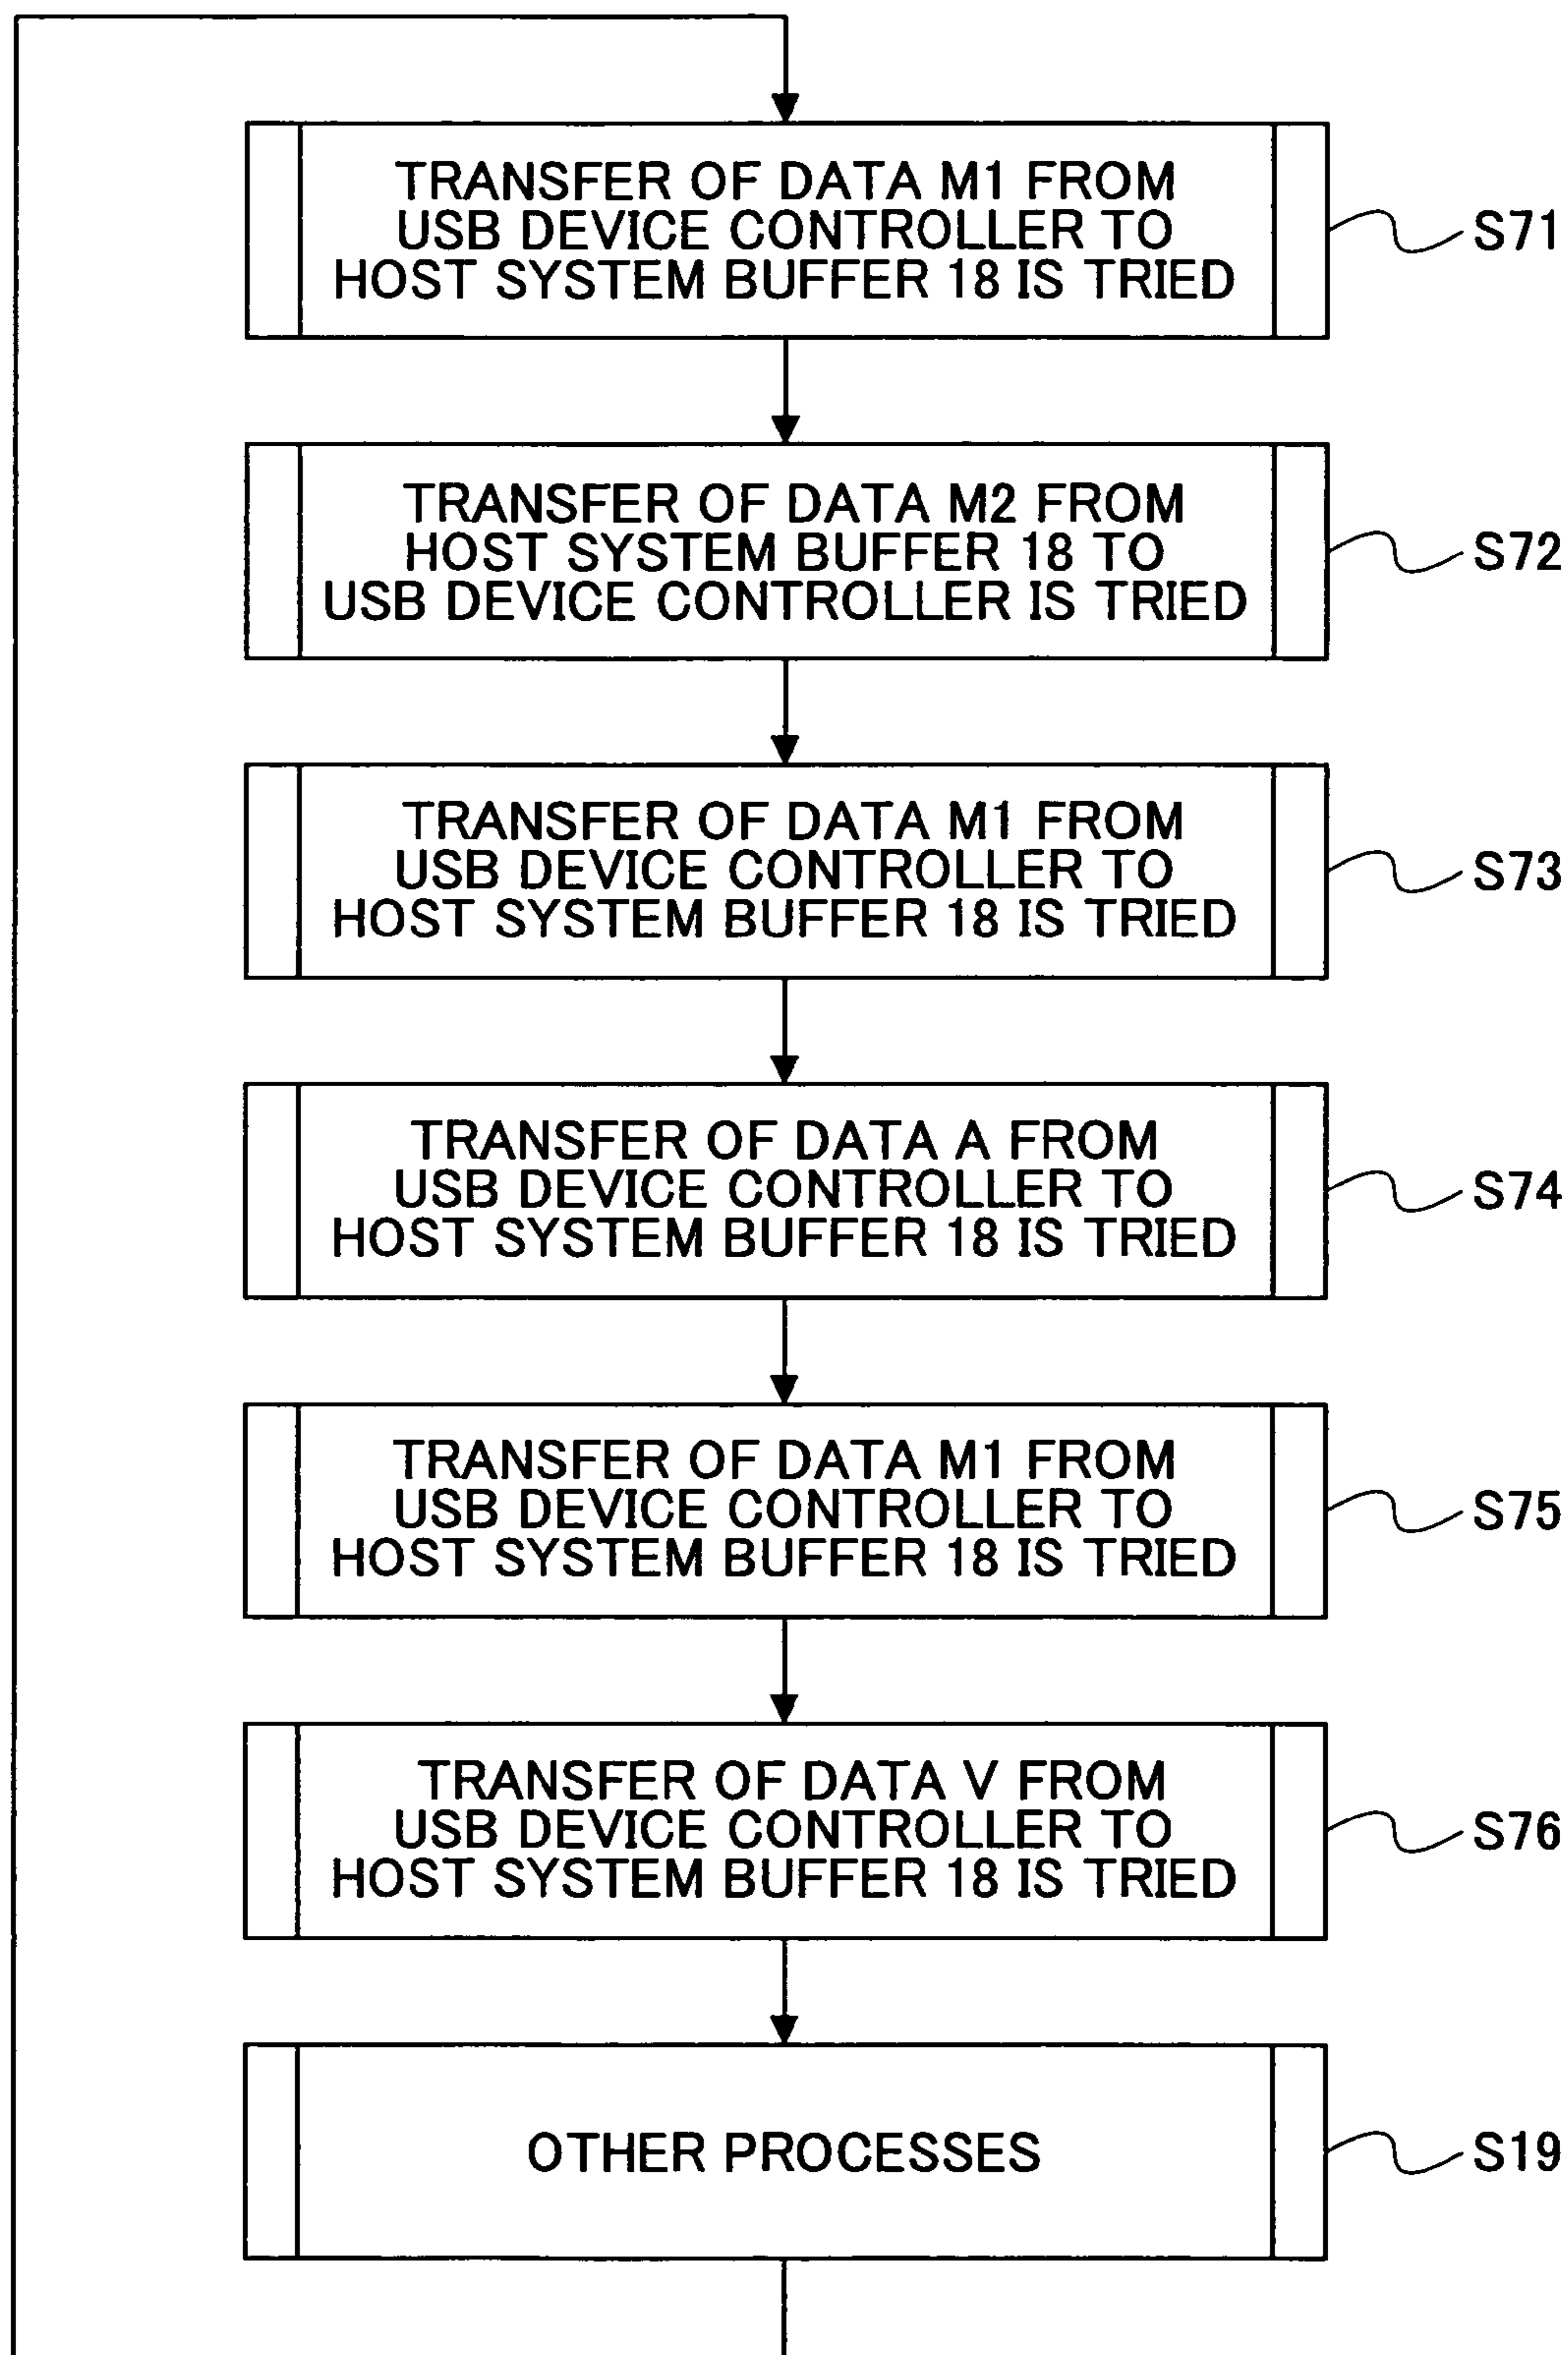 TRANSFER OF DATA M1 FROM
USB DEVICE CONTROLLER TO
HOST SYSTEM BUFFER 18 IS TRIED
S71
TRANSFER OF DATA M2 FROM
HOST SYSTEM BUFFER 18 TO
USB DEVICE CONTROLLER IS TRIED
S72
TRANSFER OF DATA M1 FROM
USB DEVICE CONTROLLER TO
HOST SYSTEM BUFFER 18 IS TRIED
S73
TRANSFER OF DATA A FROM
USB DEVICE CONTROLLER TO
HOST SYSTEM BUFFER 18 IS TRIED
S74
TRANSFER OF DATA M1 FROM
USB DEVICE CONTROLLER TO
HOST SYSTEM BUFFER 18 IS TRIED
S75
TRANSFER OF DATA V FROM
USB DEVICE CONTROLLER TO
HOST SYSTEM BUFFER 18 IS TRIED
S76
OTHER PROCESSES
S19